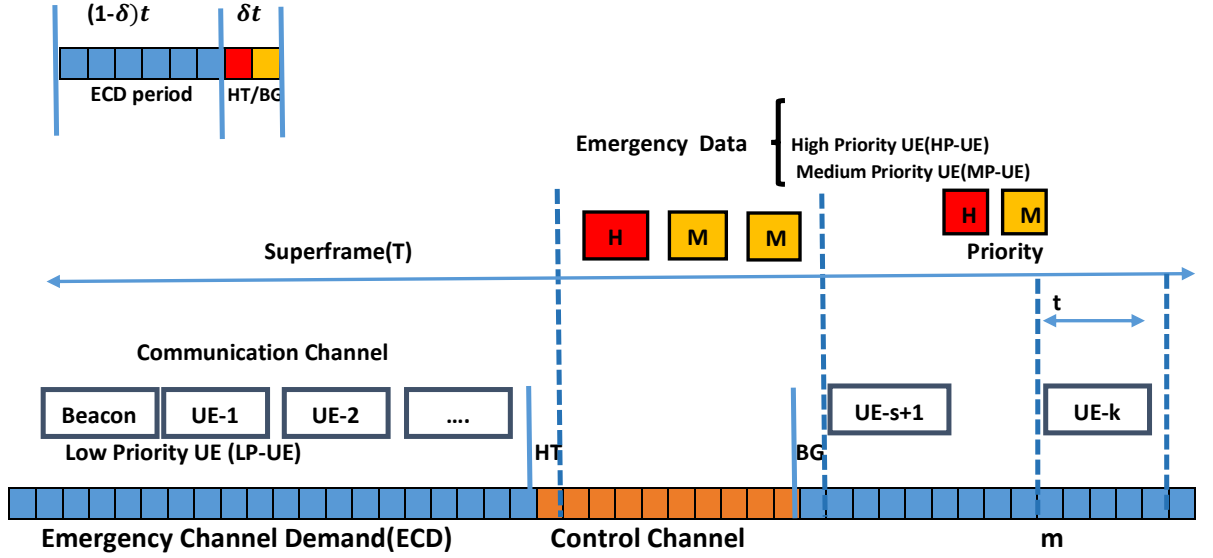 (1-δ)t δt
ECD period HT/BG
Emergency Data
High Priority UE(HP-UE)
Medium Priority UE(MP-UE)
H M M H M
Superframe(T) Priority
t
Communication Channel
Beacon UE-1 UE-2 .... UE-s+1 UE-k
Low Priority UE (LP-UE) HT BG
Emergency Channel Demand(ECD) Control Channel m